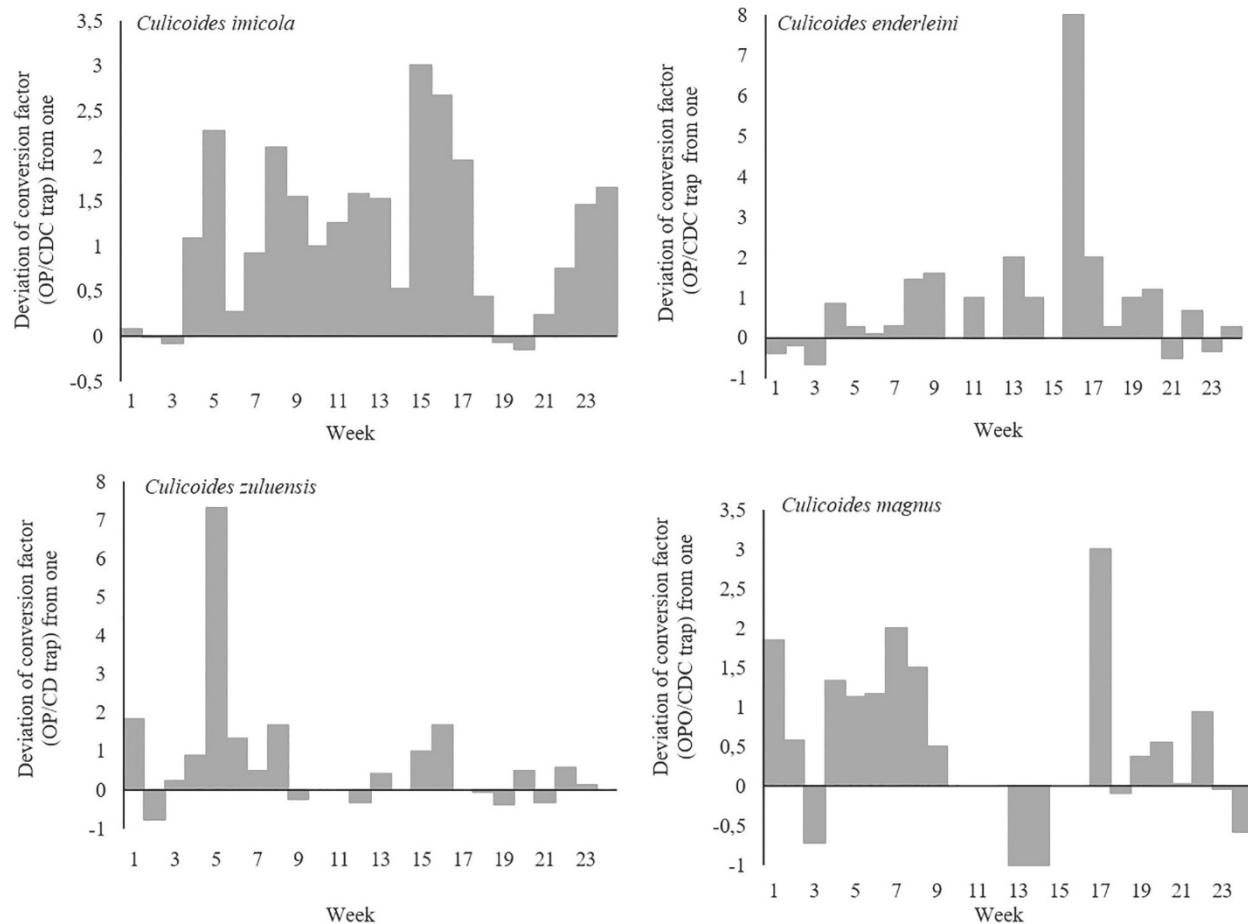 Culicoides imicola
Deviation of conversion factor
(OP/CDC trap) from one
3,5
3
2,5
2
1,5
1
0,5
0
-0,5
1 3 5 7 9 11 13 15 17 19 21 23
Week
Culicoides enderleini
Deviation of conversion factor
(OP/CDC trap from one
8
7
6
5
4
3
2
1
0
-1
1 3 5 7 9 11 13 15 17 19 21 23
Week
Culicoides zuluensis
Deviation of conversion factor
(OP/CD trap) from one
8
7
6
5
4
3
2
1
0
-1
1 3 5 7 9 11 13 15 17 19 21 23
Week
Culicoides magnus
Deviation of conversion factor
(OPO/CDC trap) from one
3,5
3
2,5
2
1,5
1
0,5
0
-0,5
-1
1 3 5 7 9 11 13 15 17 19 21 23
Week